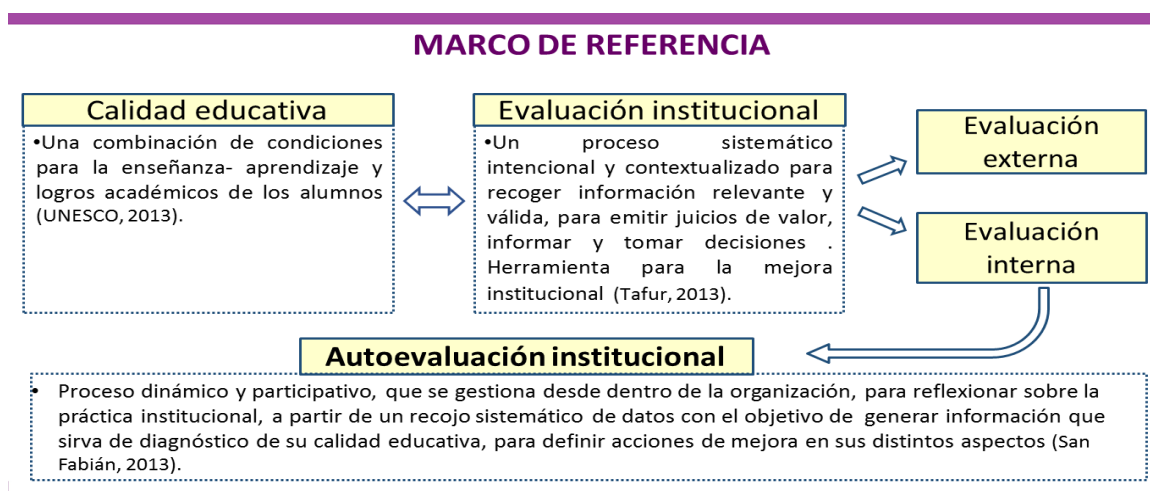 MARCO DE REFERENCIA
Calidad educativa
•Una combinación de condiciones
para la enseñanza- aprendizaje y
logros académicos de los alumnos
(UNESCO, 2013).
Evaluación institucional
•Un proceso sistemático
intencional y contextualizado para
recoger información relevante y
válida, para emitir juicios de valor,
informar y tomar decisiones .
Herramienta para la mejora
institucional (Tafur, 2013).
Evaluación
externa
Evaluación
interna
Autoevaluación institucional
• Proceso dinámico y participativo, que se gestiona desde dentro de la organización, para reflexionar sobre la
práctica institucional, a partir de un recojo sistemático de datos con el objetivo de generar información que
sirva de diagnóstico de su calidad educativa, para definir acciones de mejora en sus distintos aspectos (San
Fabián, 2013).